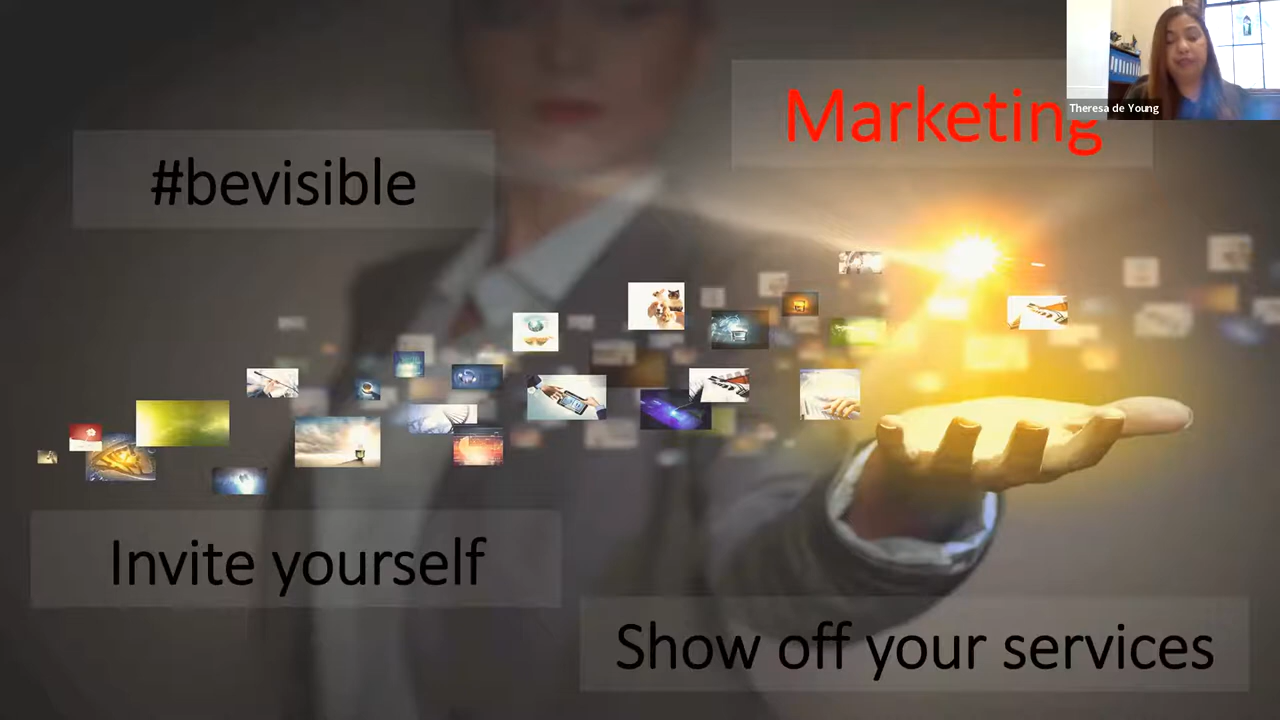 Marketing
Theresa de Young
#bevisible
Invite yourself
Show off your services